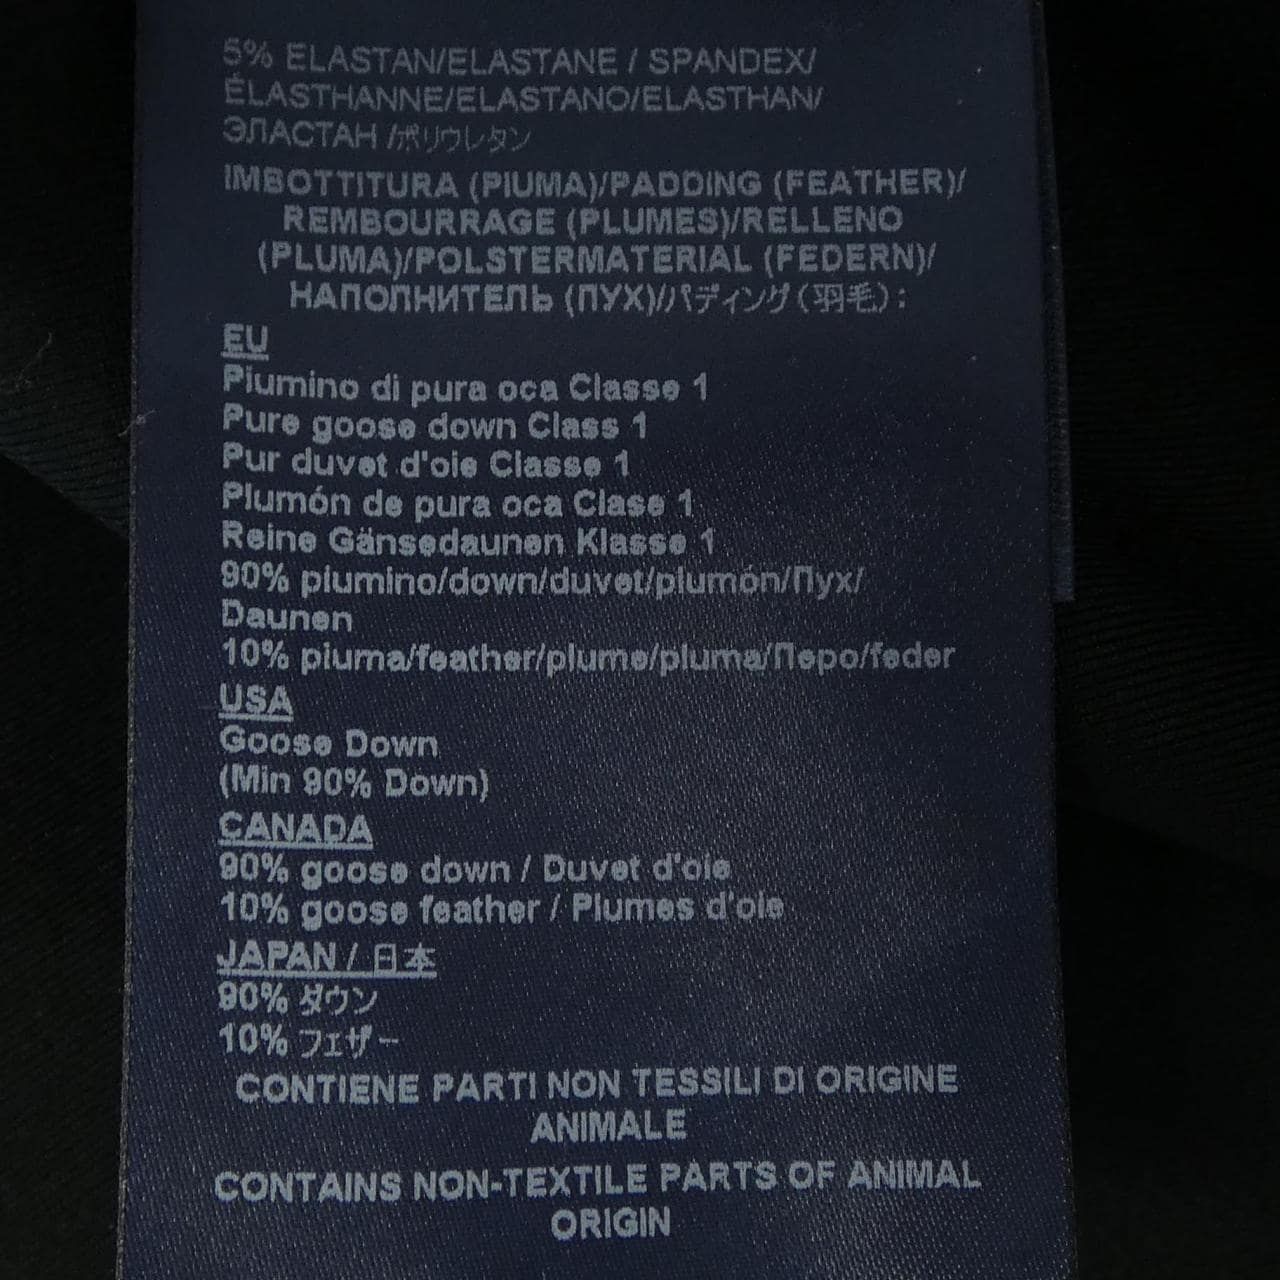 5% ELASTAN/ELASTANE / SPANDEX/
ÉLASTHANNE/ELASTANO/ELASTHAN/
ЭЛАСТАН /ポリウレタン
IMBOTTITURA (PIUMA)/PADDING (FEATHER)/
REMBOURRAGE (PLUMES)/RELLENO
(PLUMA)/POLSTERMATERIAL (FEDERN)/
НАПОЛНИТЕЛЬ (ПУХ)/パディング(羽毛):
EU
Piumino di pura oca Classe 1
Pure goose down Class 1
Pur duvet d'oie Classe 1
Plumón de pura oca Clase 1
Reine Gänsedaunen Klasse 1
90% piumino/down/duvet/plumón/Пух/
Daunen
10% piuma/feather/plume/pluma/Перо/feder
USA
Goose Down
(Min 90% Down)
CANADA
90% goose down / Duvet d'oie
10% goose feather / Plumes d'oie
JAPAN / 日本
90% ダウン
10% フェザー
CONTIENE PARTI NON TESSILI DI ORIGINE
ANIMALE
CONTAINS NON-TEXTILE PARTS OF ANIMAL
ORIGIN